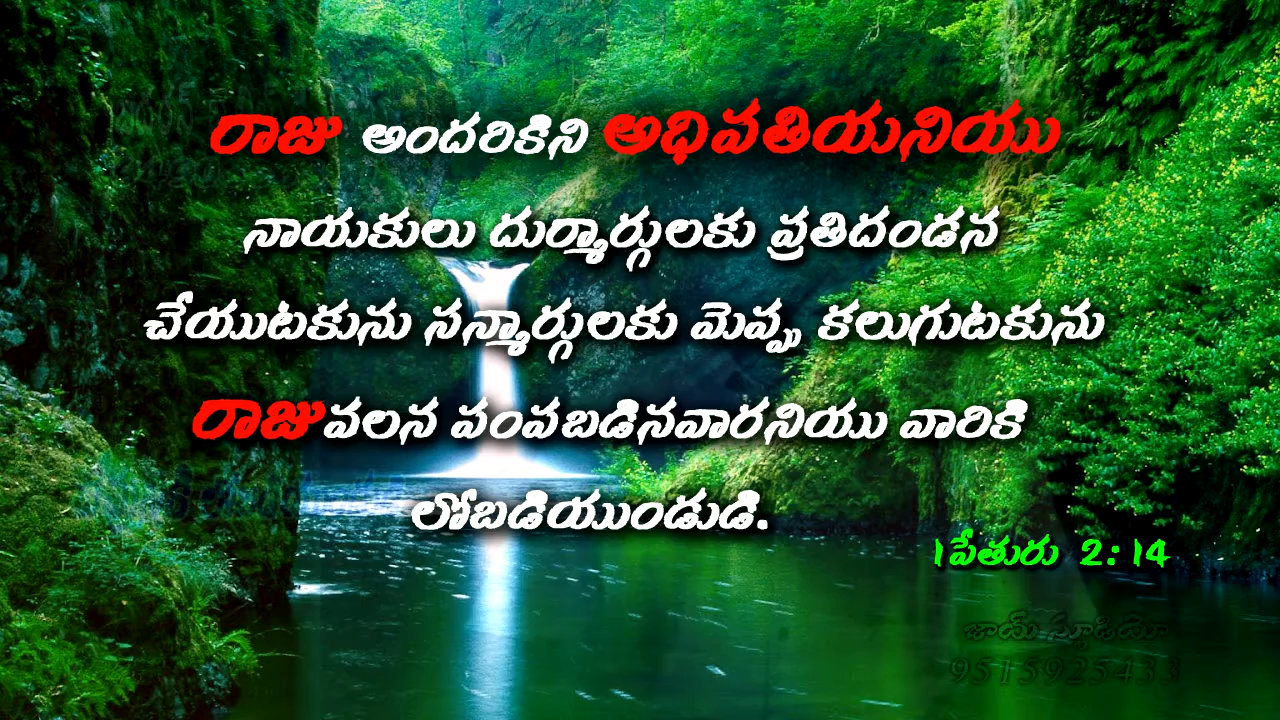 రాజు అందరికిని అధిపతియనియు
నాయకులు దుర్మార్గులకు ప్రతిదండన
చేయుటకును సన్మార్గులకు మెప్పు కలుగుటకును
రాజువలన పంపబడినవారనియు వారికి
లోబడియుండుడి.
1పేతురు 2:14
జాయ్ స్టూడియో
9515925433